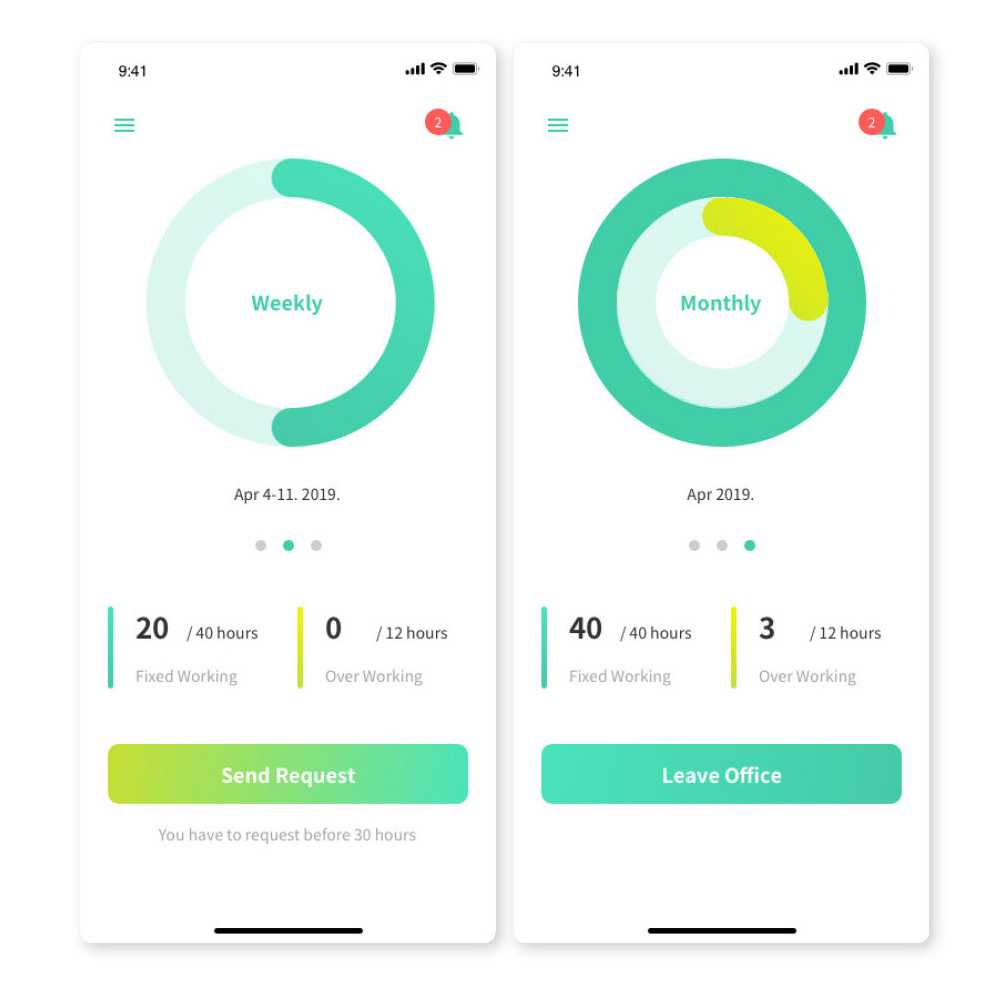 9:41
2
Weekly
Apr 4-11. 2019.
20 / 40 hours
Fixed Working
0 / 12 hours
Over Working
Send Request
You have to request before 30 hours
9:41
2
Monthly
Apr 2019.
40 / 40 hours
Fixed Working
3 / 12 hours
Over Working
Leave Office